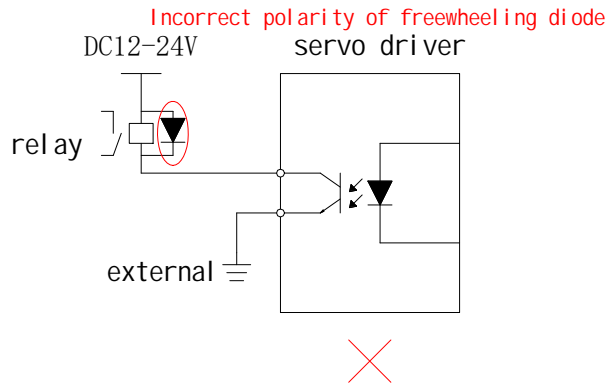 Incorrect polarity of freewheeling diode
DC12-24V
servo driver
relay
external